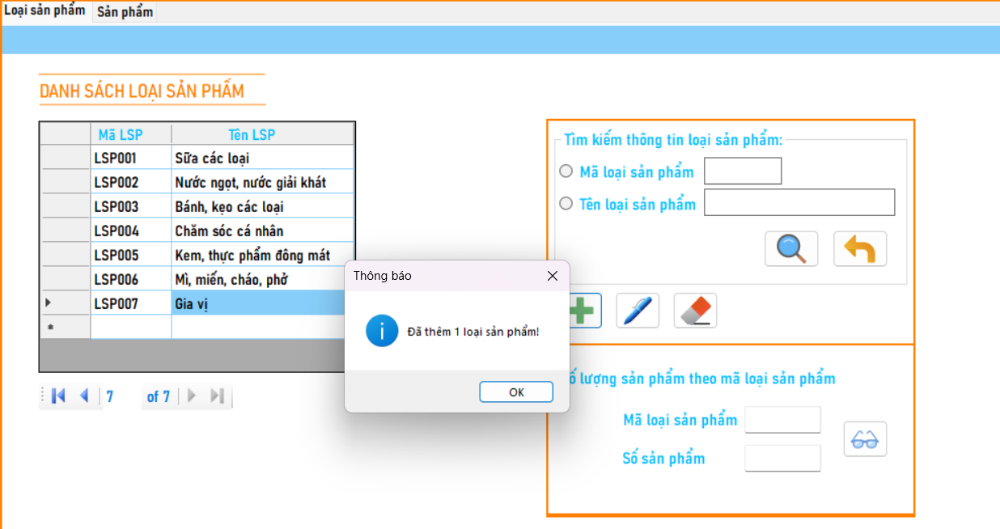 Loại sản phẩm Sản phẩm
DANH SÁCH LOẠI SẢN PHẨM
Mã LSP Tên LSP
LSP001 Sữa các loại
LSP002 Nước ngọt, nước giải khát
LSP003 Bánh, kẹo các loại
LSP004 Chăm sóc cá nhân
LSP005 Kem, thực phẩm đông mát
LSP006 Mì, miến, cháo, phở
LSP007 Gia vị
*
7 of 7
Tìm kiếm thông tin loại sản phẩm:
Mã loại sản phẩm
Tên loại sản phẩm
Thông báo
Đã thêm 1 loại sản phẩm!
OK
ố lượng sản phẩm theo mã loại sản phẩm
Mã loại sản phẩm
Số sản phẩm